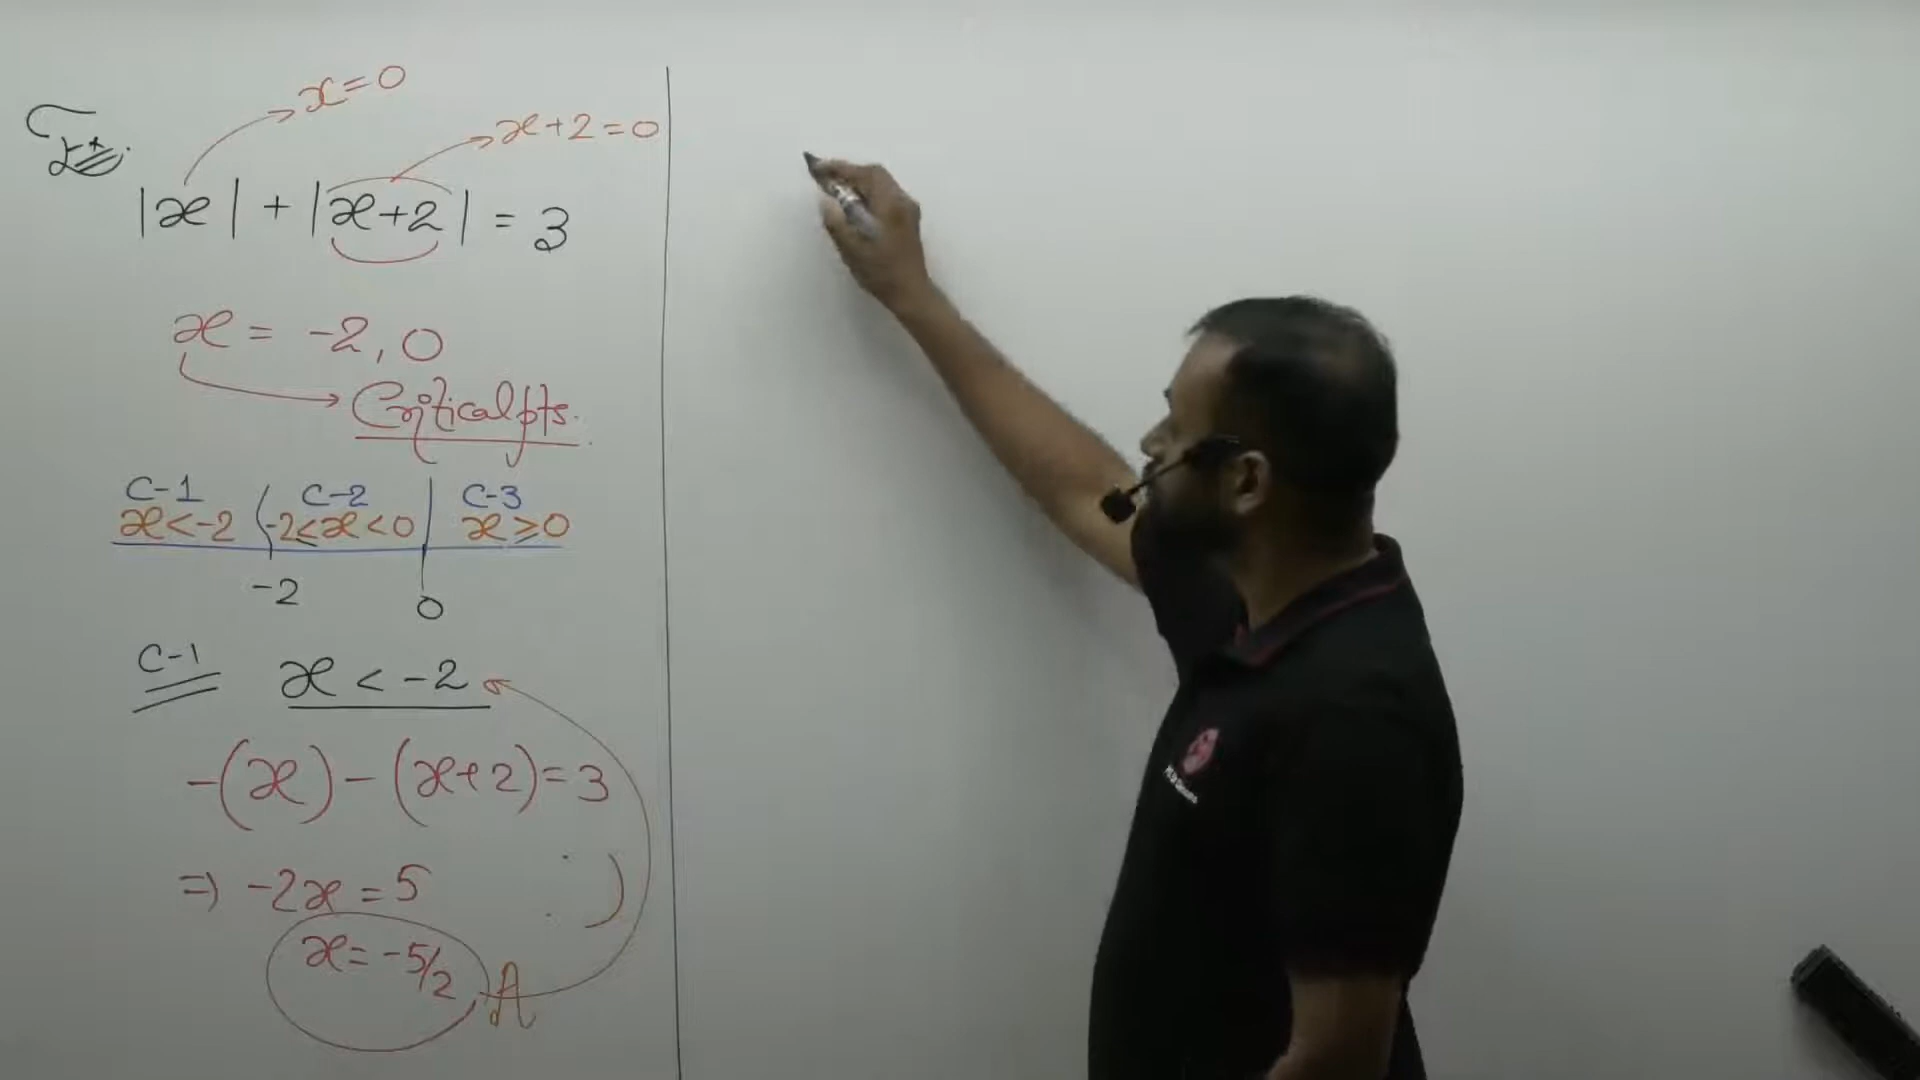 x=0
x+2=0
Ex.
|x| + |x+2| = 3
x = -2, 0
Critical pts.
C-1 C-2 C-3
x<-2 -2≤x<0 x≥0
-2 0
C-1 x < -2
-(x) - (x+2) = 3
⇒ -2x = 5
x = -5/2 A